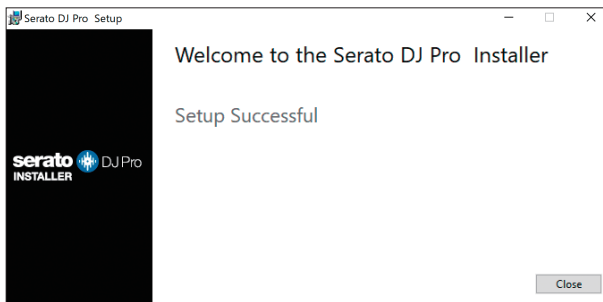 Serato DJ Pro Setup
Welcome to the Serato DJ Pro Installer
Setup Successful
serato DJ Pro
INSTALLER
Close